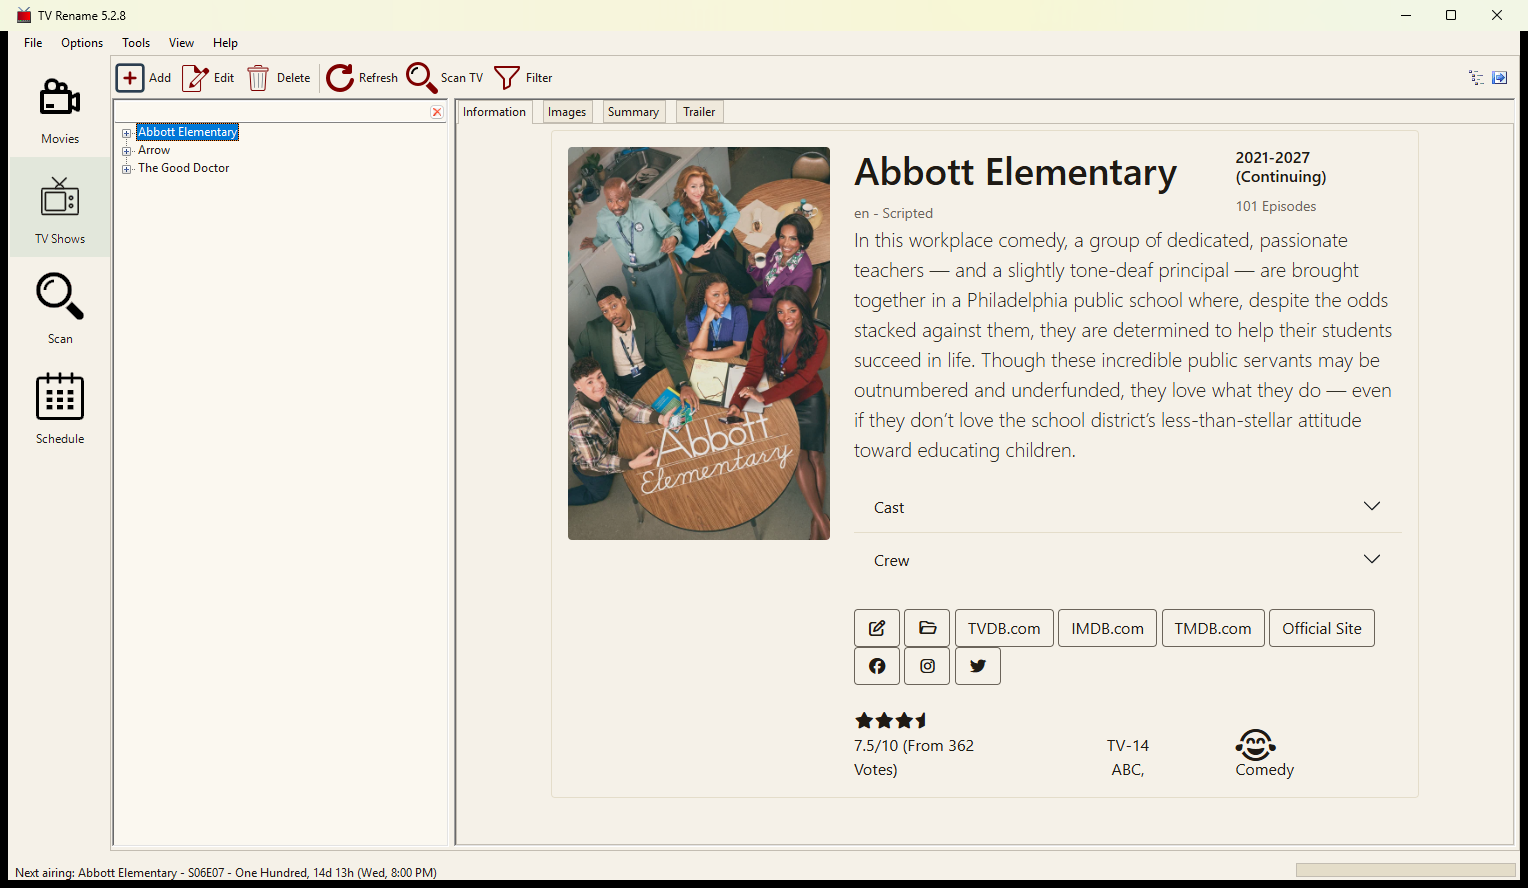 TV Rename 5.2.8
File Options Tools View Help
Add Edit Delete Refresh Scan TV Filter
Movies
TV Shows
Scan
Schedule
Abbott Elementary
Arrow
The Good Doctor
Information Images Summary Trailer
Abbott
Elementary
Abbott Elementary
2021-2027
(Continuing)
en - Scripted
101 Episodes
In this workplace comedy, a group of dedicated, passionate
teachers — and a slightly tone-deaf principal — are brought
together in a Philadelphia public school where, despite the odds
stacked against them, they are determined to help their students
succeed in life. Though these incredible public servants may be
outnumbered and underfunded, they love what they do — even
if they don’t love the school district’s less-than-stellar attitude
toward educating children.
Cast
Crew
TVDB.com IMDB.com TMDB.com Official Site
7.5/10 (From 362
Votes)
TV-14
ABC,
Comedy
Next airing: Abbott Elementary - S06E07 - One Hundred, 14d 13h (Wed, 8:00 PM)